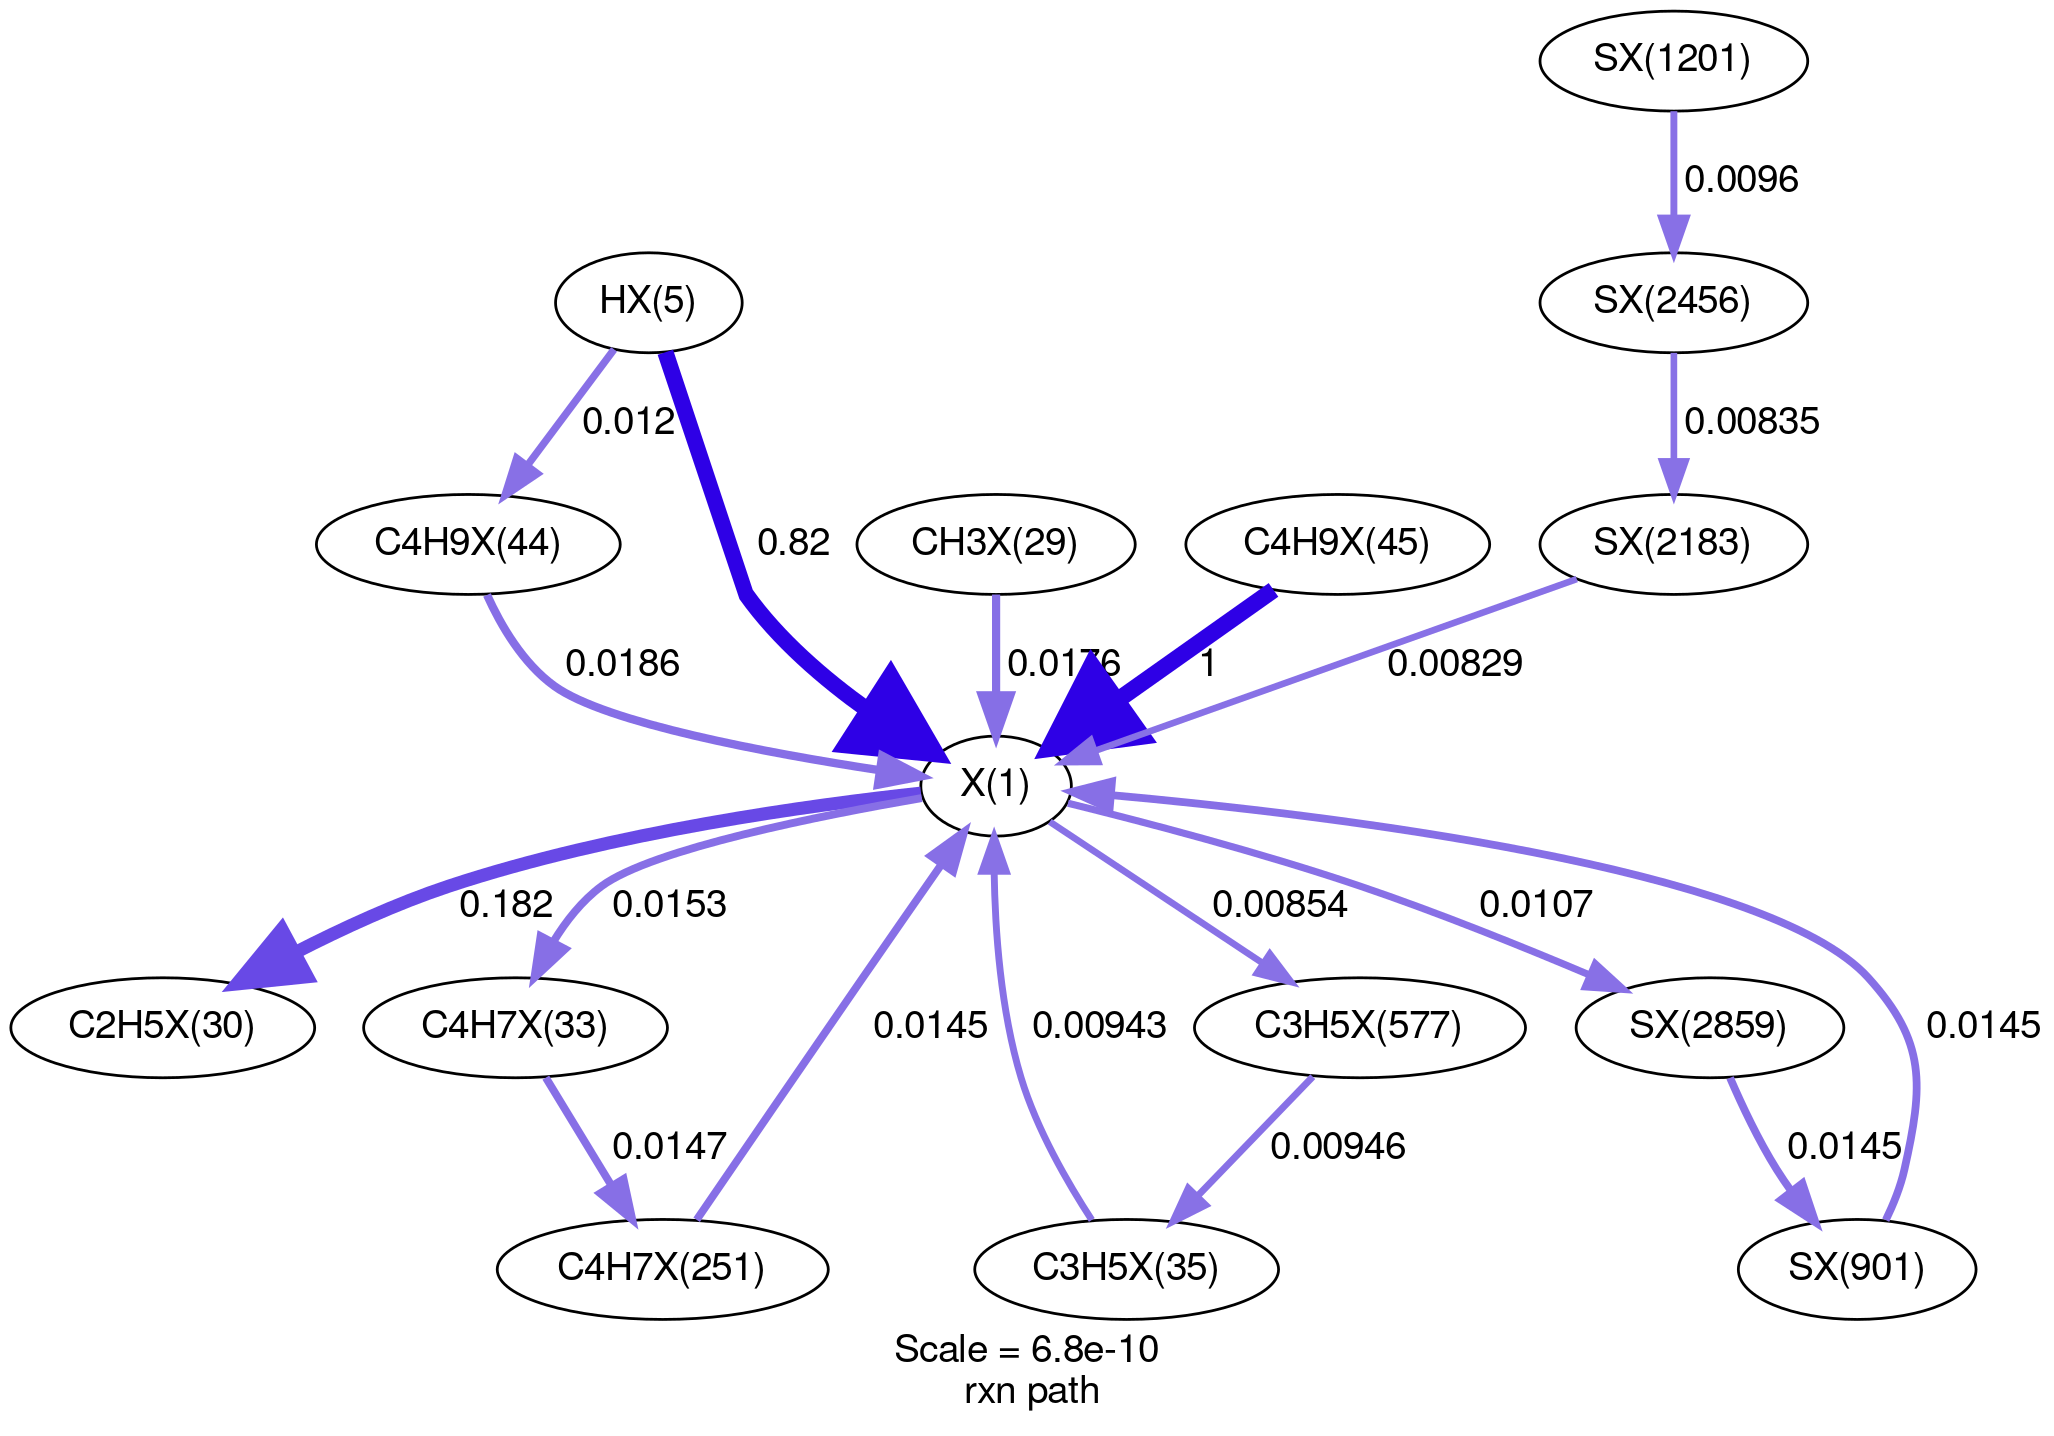 SX(1201)
0.0096
HX(5)
SX(2456)
0.012
0.00835
C4H9X(44)
0.82
CH3X(29)
C4H9X(45)
SX(2183)
0.0186
0.0176
1
0.00829
X(1)
0.182
0.0153
0.00854
0.0107
C2H5X(30)
C4H7X(33)
0.0145
0.00943
C3H5X(577)
SX(2859)
0.0145
0.0147
0.00946
0.0145
C4H7X(251)
C3H5X(35)
SX(901)
Scale = 6.8e-10
rxn path